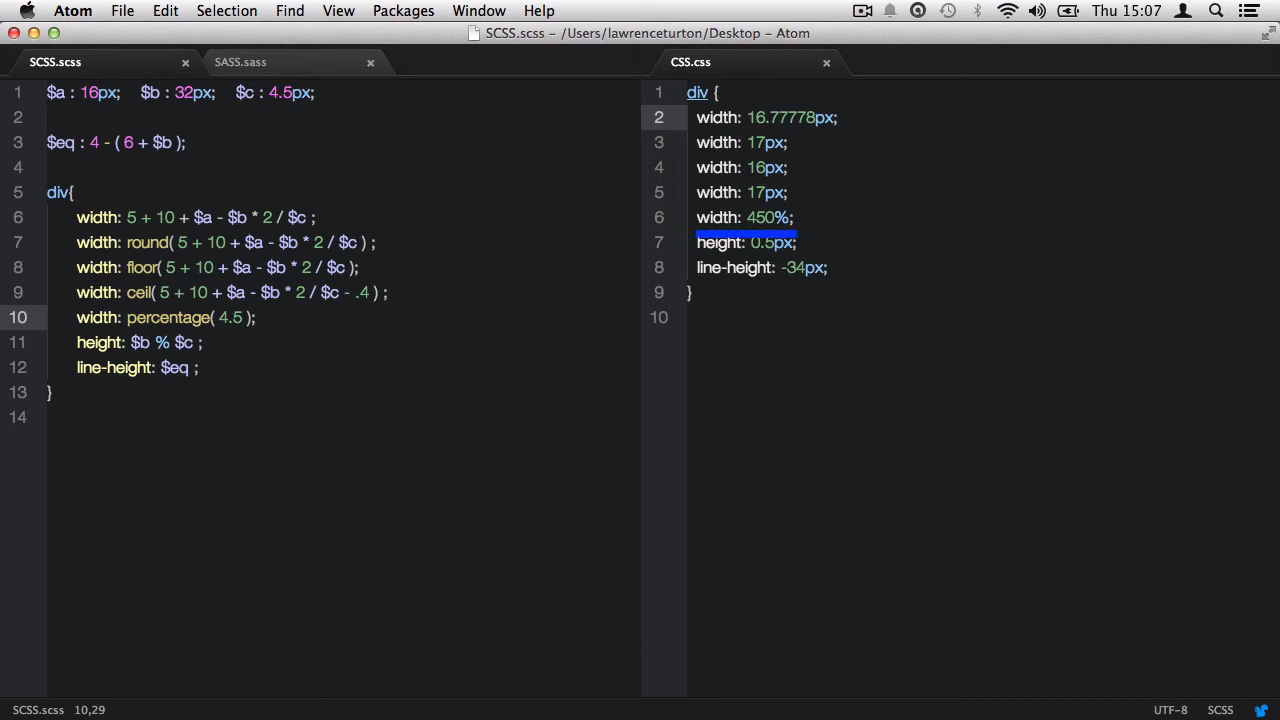 Atom File Edit Selection Find View Packages Window Help Thu 15:07
SCSS.scss – /Users/lawrenceturton/Desktop – Atom
SCSS.scss SASS.sass
1 $a : 16px; $b : 32px; $c : 4.5px;
2
3 $eq : 4 - ( 6 + $b );
4
5 div{
6 width: 5 + 10 + $a - $b * 2 / $c ;
7 width: round( 5 + 10 + $a - $b * 2 / $c ) ;
8 width: floor( 5 + 10 + $a - $b * 2 / $c );
9 width: ceil( 5 + 10 + $a - $b * 2 / $c - .4 ) ;
10 width: percentage( 4.5 );
11 height: $b % $c ;
12 line-height: $eq ;
13 }
14
CSS.css
1 div {
2 width: 16.77778px;
3 width: 17px;
4 width: 16px;
5 width: 17px;
6 width: 450%;
7 height: 0.5px;
8 line-height: -34px;
9 }
10
SCSS.scss 10,29 UTF-8 SCSS